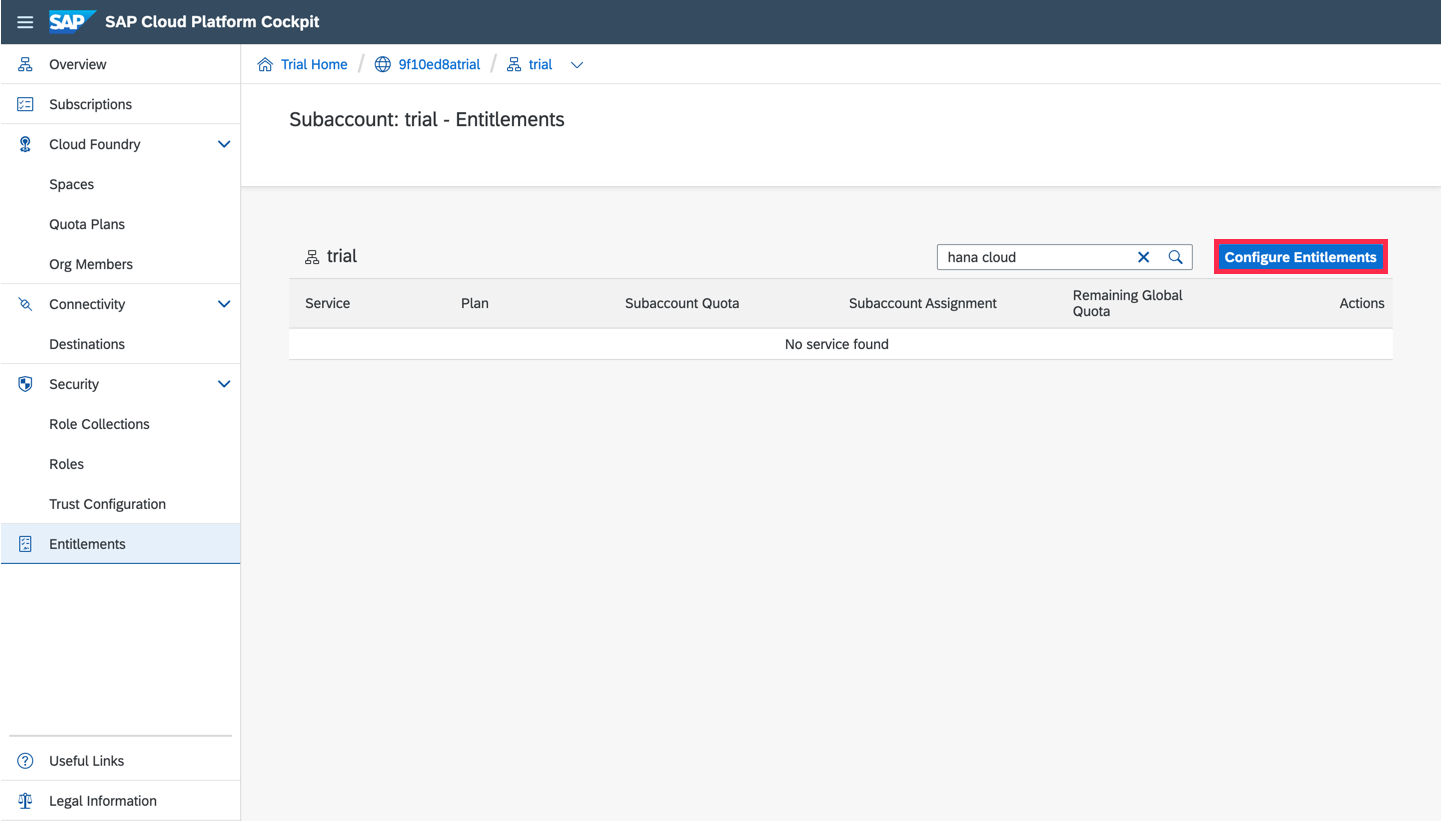 SAP SAP Cloud Platform Cockpit
Overview
Subscriptions
Cloud Foundry
Spaces
Quota Plans
Org Members
Connectivity
Destinations
Security
Role Collections
Roles
Trust Configuration
Entitlements
Useful Links
Legal Information
Trial Home / 9f10ed8atrial / trial
Subaccount: trial - Entitlements
trial
hana cloud
Configure Entitlements
Service Plan Subaccount Quota Subaccount Assignment Remaining Global Actions
Quota
No service found